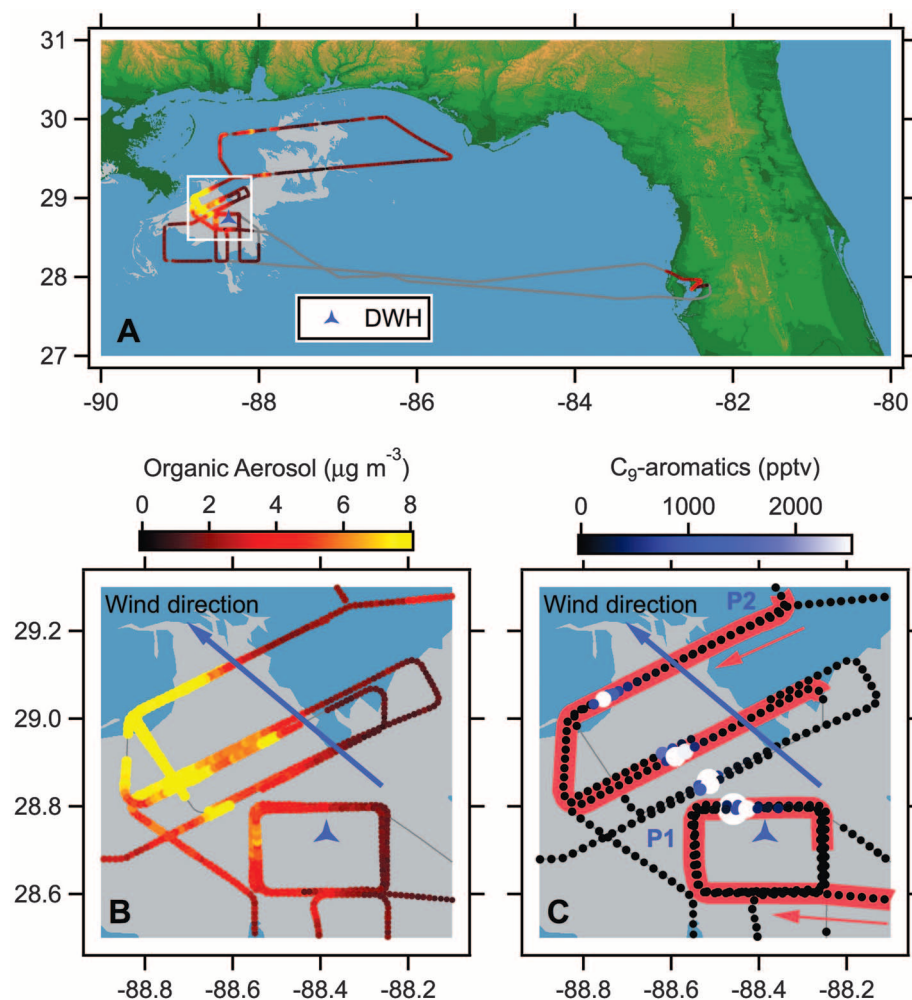 31
30
29
28
27
A
DWH
-90
-88
-86
-84
-82
-80
Organic Aerosol (µg m⁻³)
0 2 4 6 8
C₉-aromatics (pptv)
0 1000 2000
Wind direction
29.2
29.0
28.8
28.6
B
-88.8 -88.6 -88.4 -88.2
Wind direction
P2
P1
C
-88.8 -88.6 -88.4 -88.2